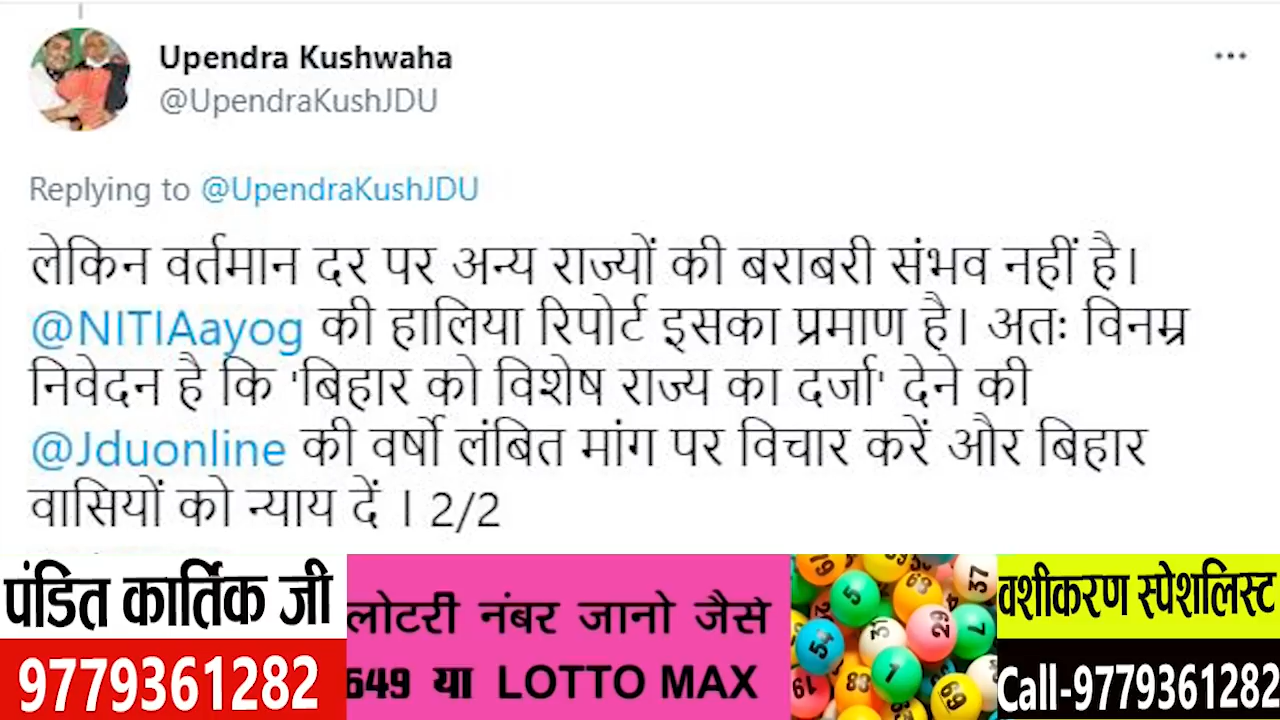 Upendra Kushwaha
@UpendraKushJDU
Replying to @UpendraKushJDU
लेकिन वर्तमान दर पर अन्य राज्यों की बराबरी संभव नहीं है।
@NITIAayog की हालिया रिपोर्ट इसका प्रमाण है। अतः विनम्र
निवेदन है कि 'बिहार को विशेष राज्य का दर्जा' देने की
@Jduonline की वर्षो लंबित मांग पर विचार करें और बिहार
वासियों को न्याय दें । 2/2
पंडित कार्तिक जी
9779361282
लोटरी नंबर जानो जैसे
649 या LOTTO MAX
वशीकरण स्पेशलिस्ट
Call-9779361282